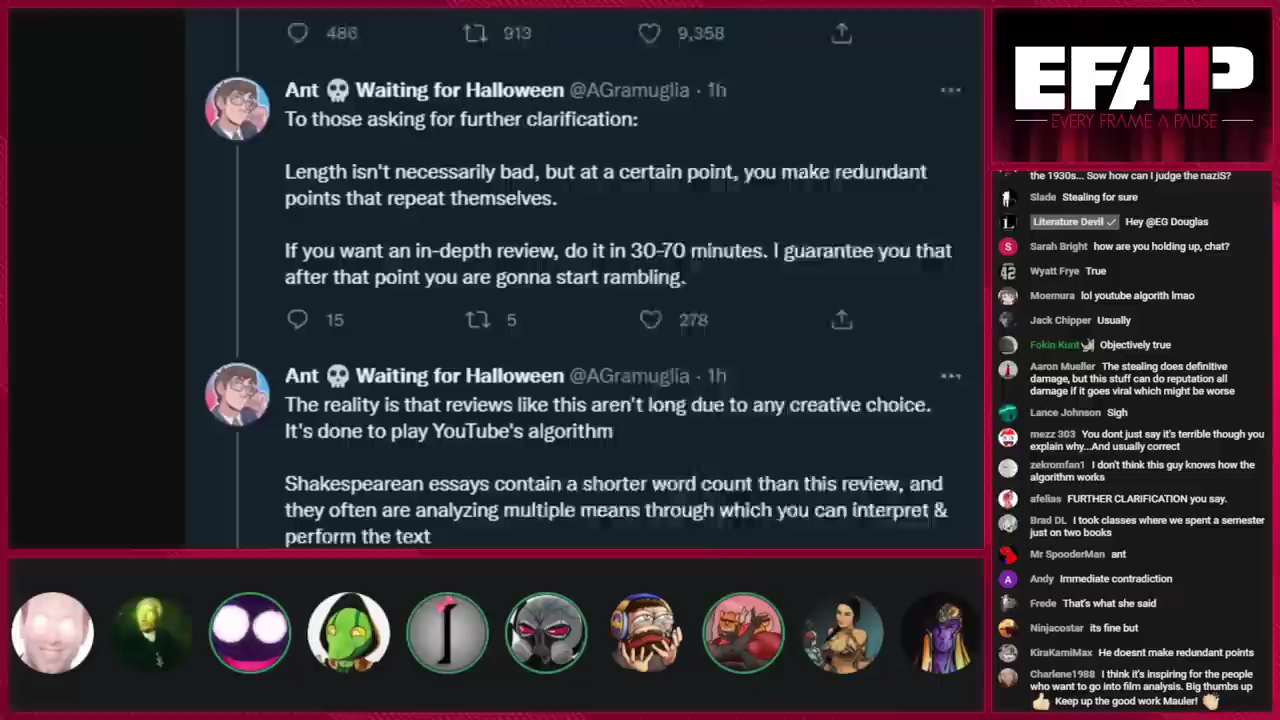 486 913 9,358
Ant Waiting for Halloween @AGramuglia · 1h
To those asking for further clarification:
Length isn't necessarily bad, but at a certain point, you make redundant
points that repeat themselves.
If you want an in-depth review, do it in 30-70 minutes. I guarantee you that
after that point you are gonna start rambling.
15 5 278
Ant Waiting for Halloween @AGramuglia · 1h
The reality is that reviews like this aren't long due to any creative choice.
It's done to play YouTube's algorithm
Shakespearean essays contain a shorter word count than this review, and
they often are analyzing multiple means through which you can interpret &
perform the text
EFAP
EVERY FRAME A PAUSE
the 1930s... Sow how can I judge the naziS?
Slade Stealing for sure
Literature Devil Hey @EG Douglas
S Sarah Bright how are you holding up, chat?
Wyatt Frye True
Moemura lol youtube algorith lmao
Jack Chipper Usually
Fokin Kunt Objectively true
Aaron Mueller The stealing does definitive
damage, but this stuff can do reputation all
damage if it goes viral which might be worse
Lance Johnson Sigh
mezz 303 You dont just say it's terrible though you
explain why...And usually correct
zekromfan1 I don't think this guy knows how the
algorithm works
afelias FURTHER CLARIFICATION you say.
Brad DL I took classes where we spent a semester
just on two books
Mr SpooderMan ant
A Andy Immediate contradiction
Frede That's what she said
Ninjacostar its fine but
KiraKamiMax He doesnt make redundant points
Charlene1988 I think it's inspiring for the people
who want to go into film analysis. Big thumbs up
Keep up the good work Mauler!